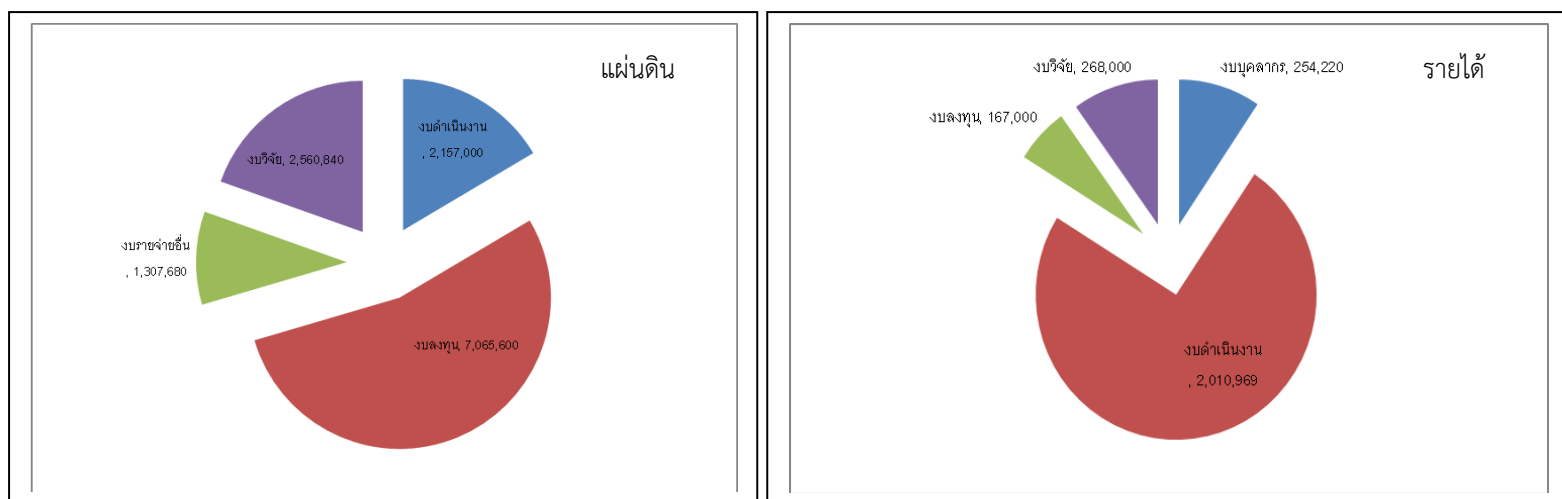 แผ่นดิน
งบดำเนินงาน
, 2,157,000
งบวิจัย, 2,560,840
งบรายจ่ายอื่น
, 1,307,680
งบลงทุน, 7,065,600
รายได้
งบวิจัย, 268,000
งบบุคลากร, 254,220
งบลงทุน, 167,000
งบดำเนินงาน
, 2,010,969